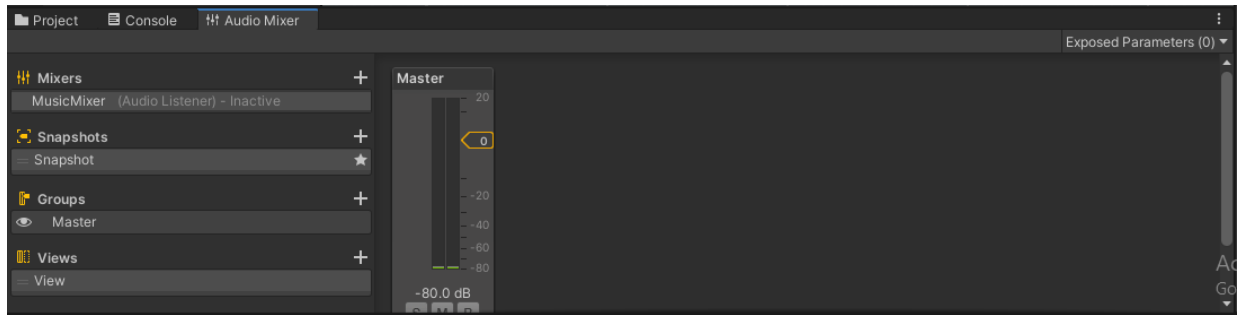 Project Console Audio Mixer
Exposed Parameters (0)
Mixers
MusicMixer (Audio Listener) - Inactive
Snapshots
Snapshot
Groups
Master
Views
View
Master
20
0
-20
-40
-60
-80
-80.0 dB
S M B